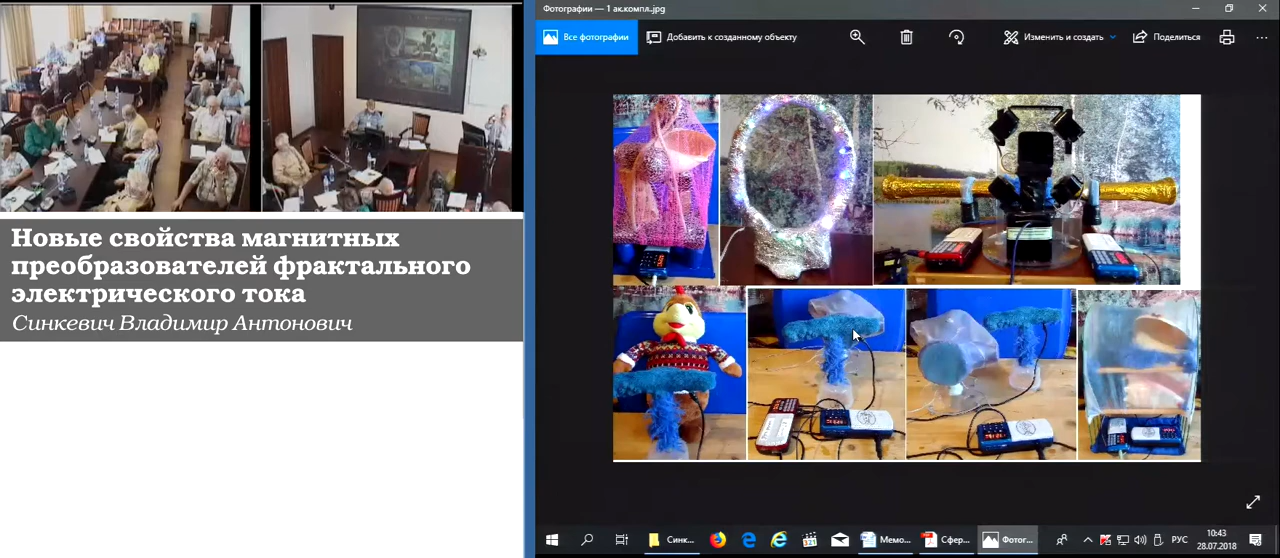 Новые свойства магнитных
преобразователей фрактального
электрического тока
Синкевич Владимир Антонович
Фотографии — 1 ак.компл.jpg
Все фотографии
Добавить к созданному объекту
Изменить и создать
Поделиться
Синк...
Мемо...
Сфер...
Фотог...
РУС
10:43
28.07.2018